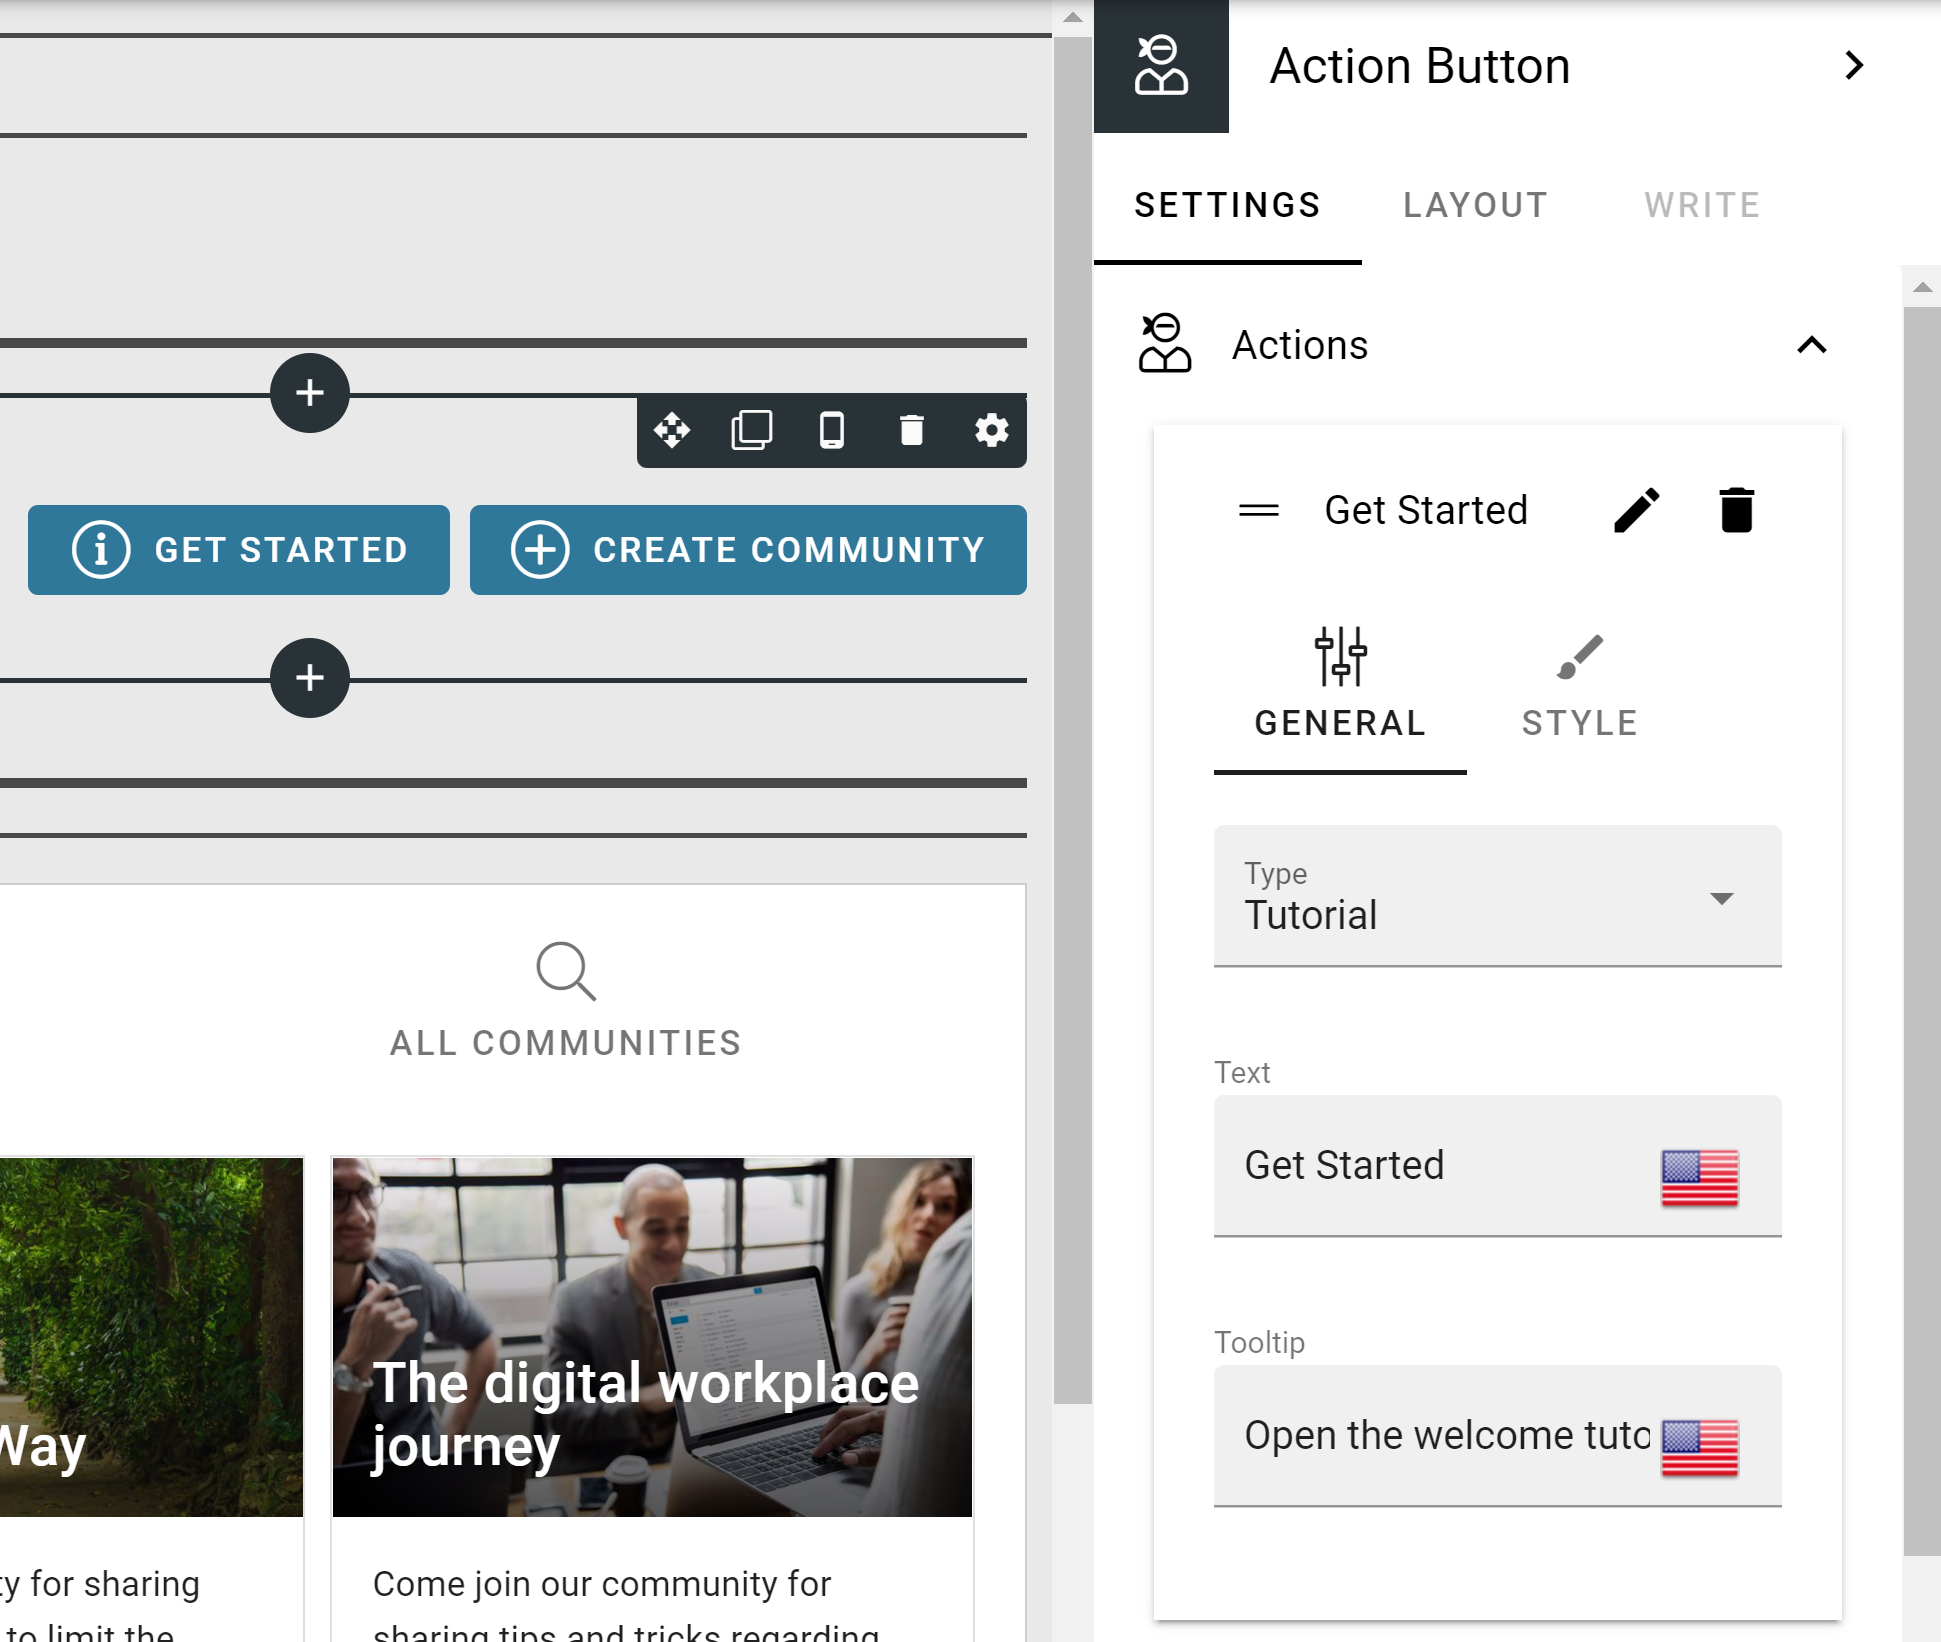 GET STARTED
CREATE COMMUNITY
ALL COMMUNITIES
Way
The digital workplace
journey
for sharing
to limit the
Come join our community for
sharing tips and tricks regarding
Action Button
SETTINGS
LAYOUT
WRITE
Actions
Get Started
GENERAL
STYLE
Type
Tutorial
Text
Get Started
Tooltip
Open the welcome tuto